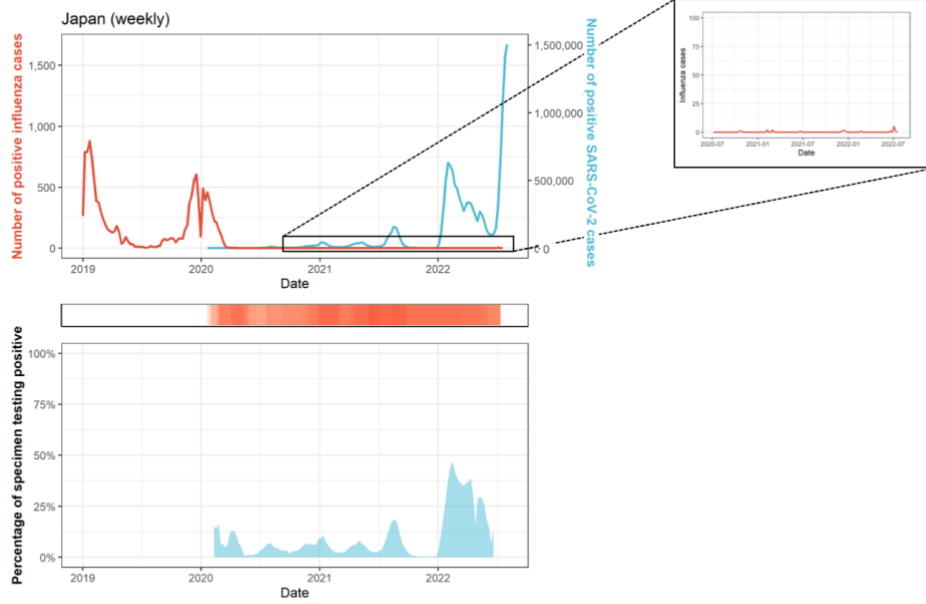 Japan (weekly)
Number of positive influenza cases
1,500
1,000
500
0
1,500,000
1,000,000
500,000
0
Number of positive SARS-CoV-2 cases
2019 2020 2021 2022
Date
Influenza cases
100
75
50
25
0
2020-07 2021-01 2021-07 2022-01 2022-07
Date
Percentage of specimen testing positive
100%
75%
50%
25%
0%
2019 2020 2021 2022
Date